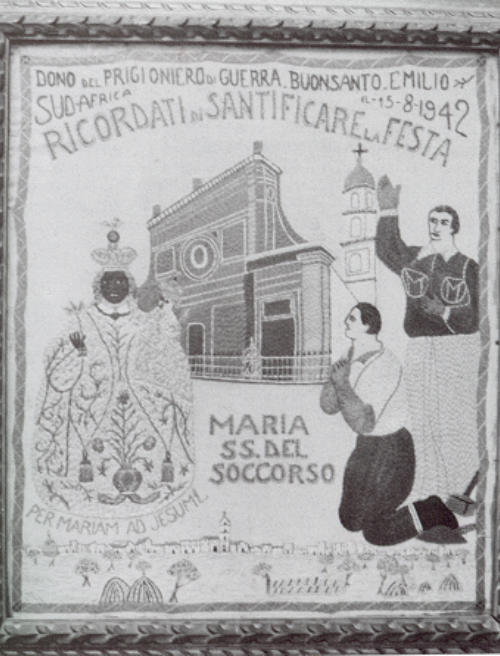 DONO DEL PRIGIONIERO DI GUERRA. BUONSANTO. EMILIO
SUD-AFRICA IL-15-8-1942
RICORDATI DI SANTIFICARE LA FESTA
M M
MARIA
SS. DEL
SOCCORSO
PER MARIAM AD JESUM.